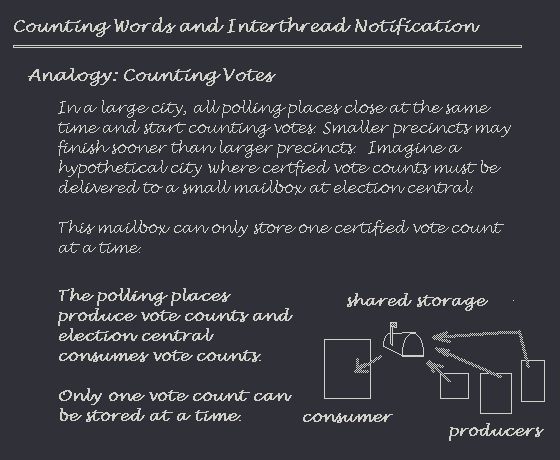 Counting Words and Interthread Notification
Analogy: Counting Votes
In a large city, all polling places close at the same
time and start counting votes. Smaller precincts may
finish sooner than larger precincts. Imagine a
hypothetical city where certfied vote counts must be
delivered to a small mailbox at election central.
This mailbox can only store one certified vote count
at a time.
The polling places
produce vote counts and
election central
consumes vote counts.
Only one vote count can
be stored at a time.
shared storage
consumer
producers